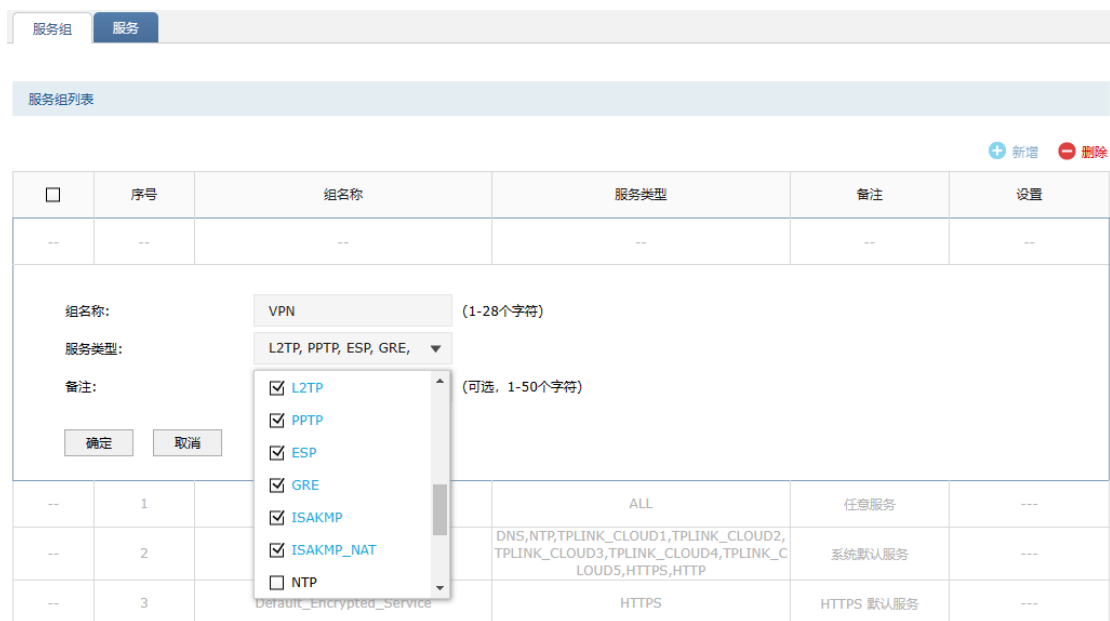 服务组 服务
服务组列表
新增 删除
序号 组名称 服务类型 备注 设置
-- -- -- -- -- --
组名称: VPN (1-28个字符)
服务类型: L2TP, PPTP, ESP, GRE,
备注: (可选，1-50个字符)
L2TP
PPTP
ESP
GRE
ISAKMP
ISAKMP_NAT
NTP
确定 取消
-- 1 ALL 任意服务 ---
-- 2 DNS,NTP,TPLINK_CLOUD1,TPLINK_CLOUD2,
TPLINK_CLOUD3,TPLINK_CLOUD4,TPLINK_C
LOUD5,HTTPS,HTTP 系统默认服务 ---
-- 3 Default_Encrypted_Service HTTPS HTTPS 默认服务 ---